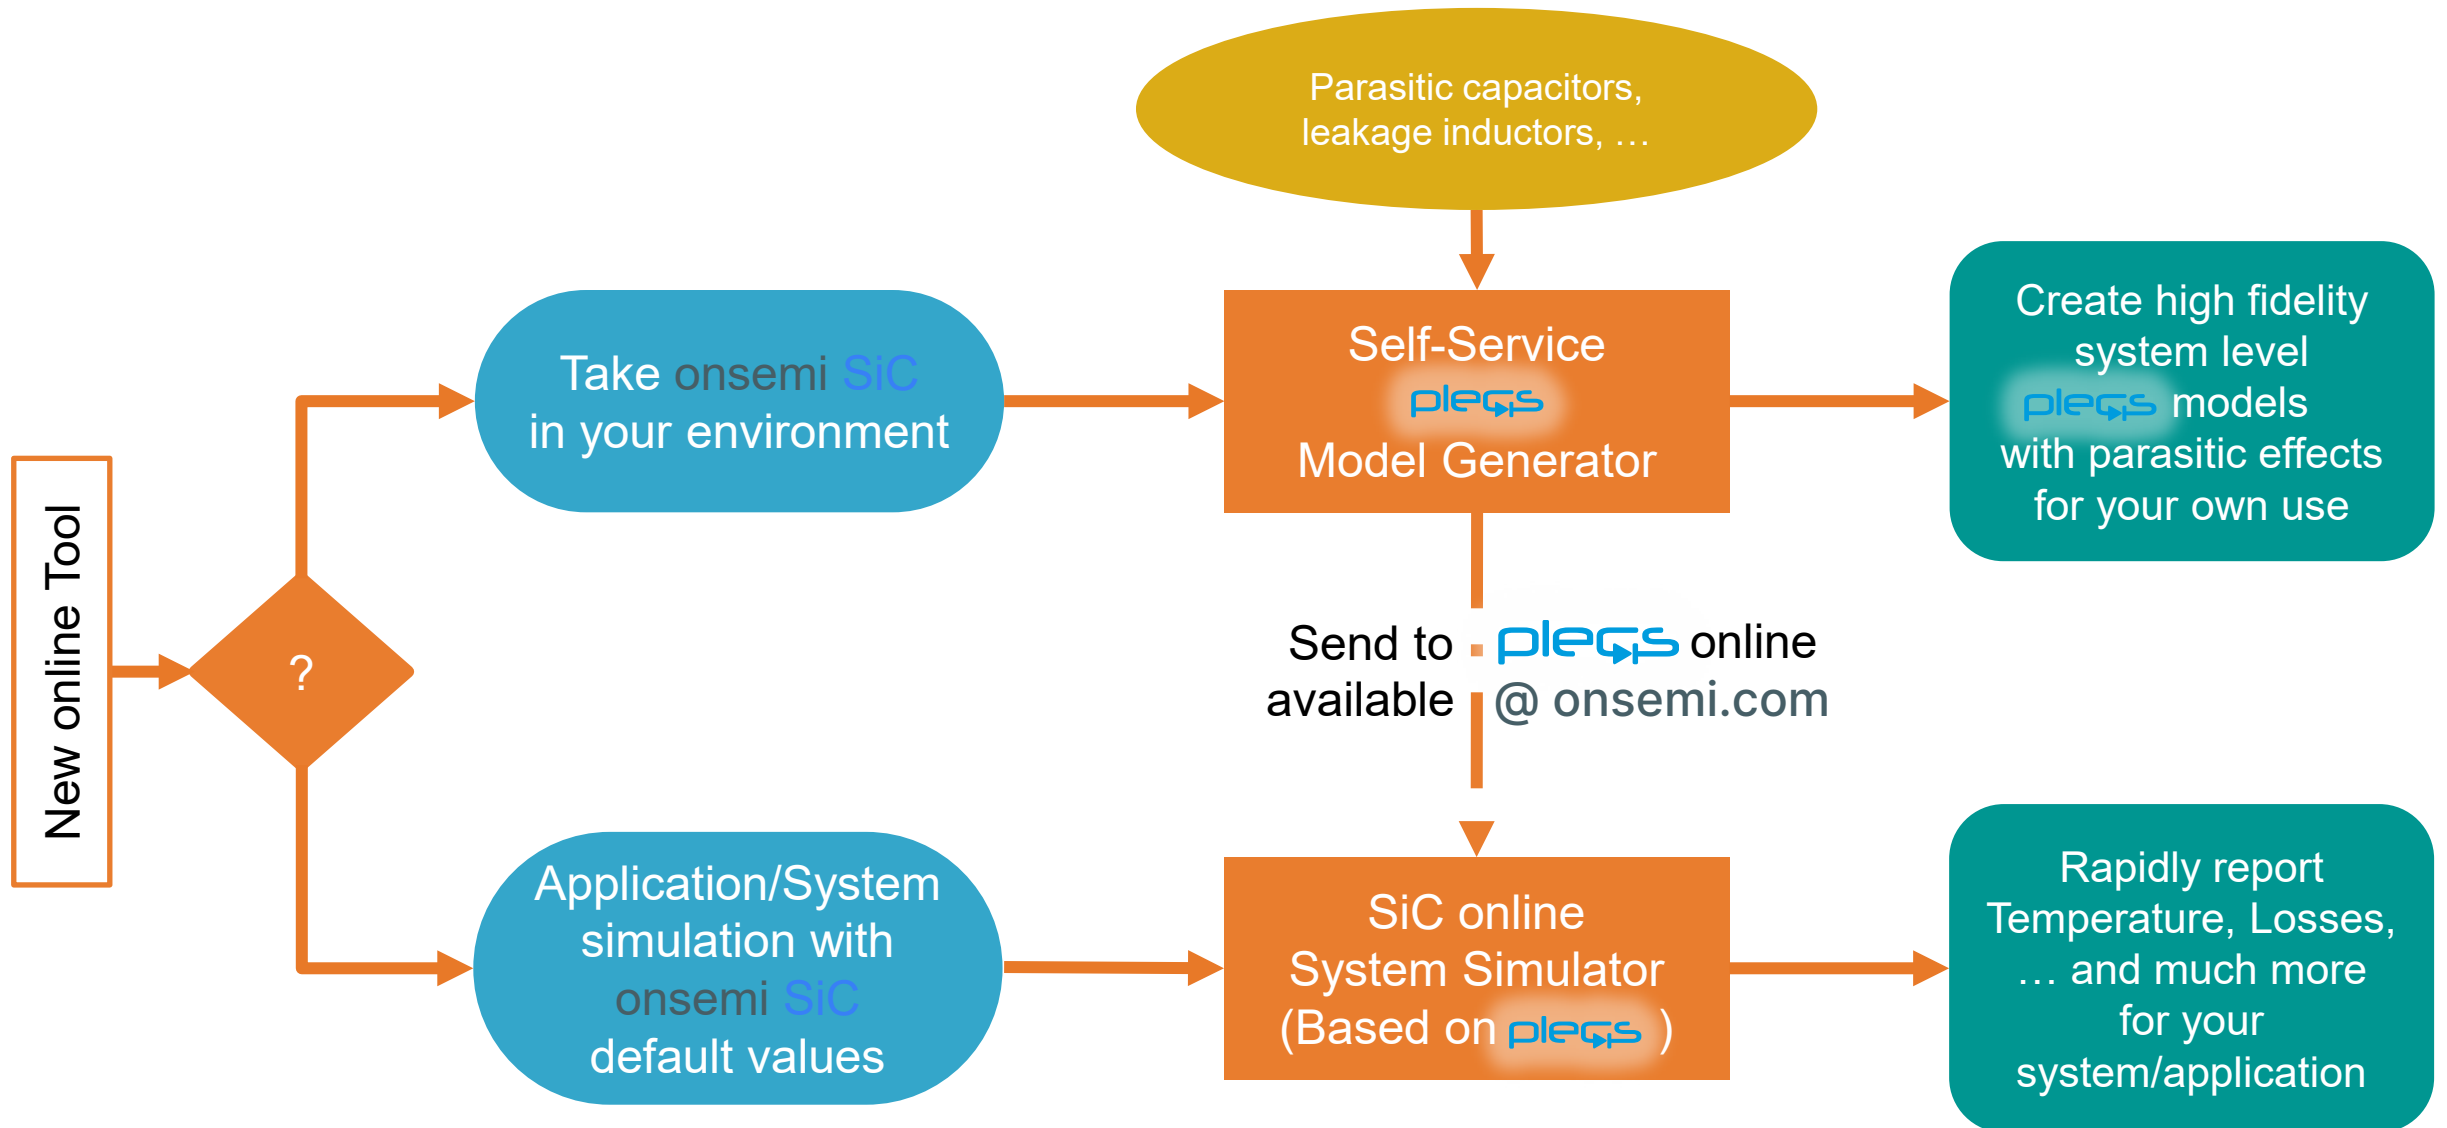 Parasitic capacitors,
leakage inductors, …
New online Tool
?
Take onsemi SiC
in your environment
Self-Service
plecs
Model Generator
Create high fidelity
system level
plecs models
with parasitic effects
for your own use
Send to plecs online
available @ onsemi.com
Application/System
simulation with
onsemi SiC
default values
SiC online
System Simulator
(Based on plecs )
Rapidly report
Temperature, Losses,
… and much more
for your
system/application